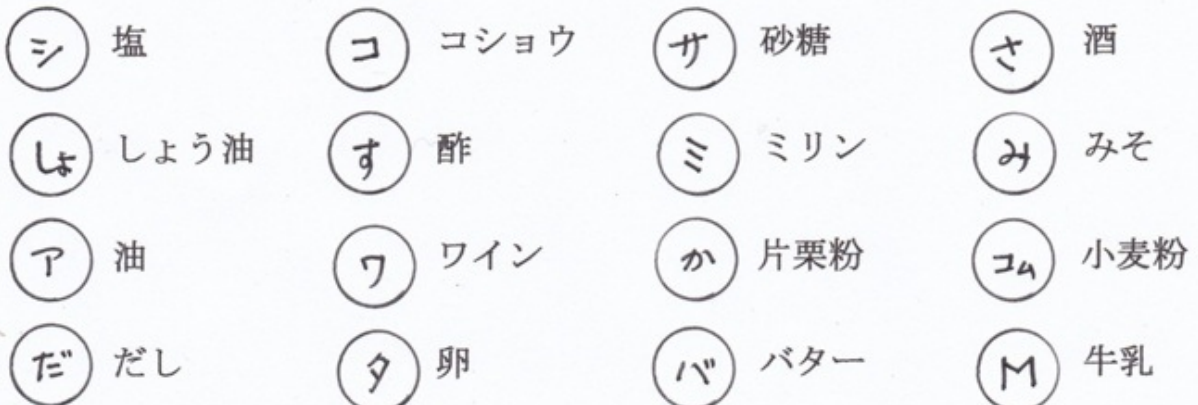 シ 塩 コ コショウ サ 砂糖 さ 酒
しょ しょう油 す 酢 ミ ミリン み みそ
ア 油 ワ ワイン か 片栗粉 コム 小麦粉
だ だし タ 卵 バ バター M 牛乳